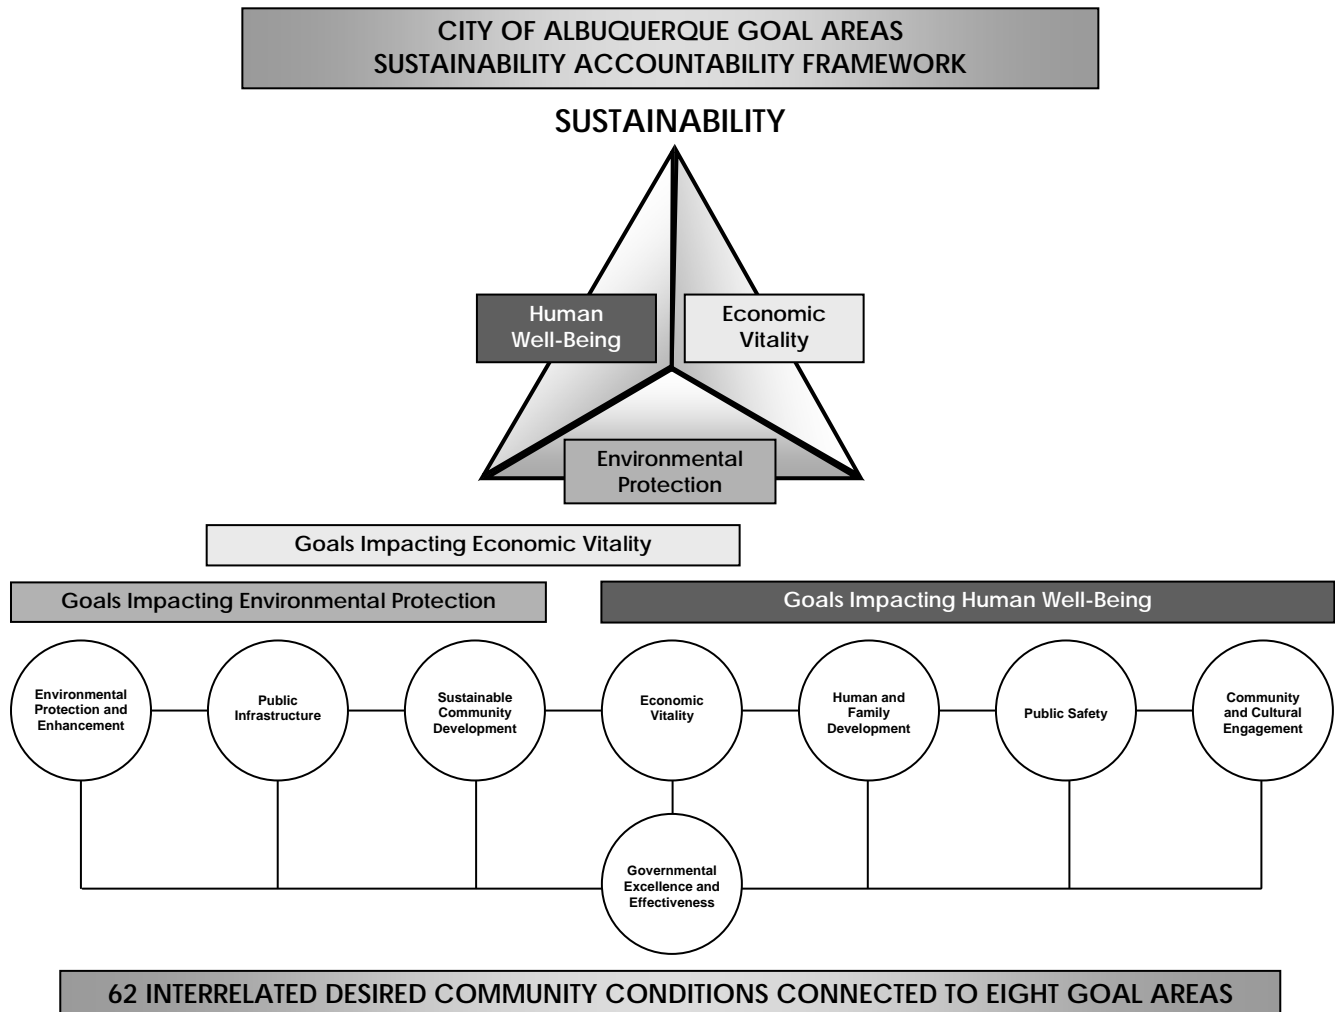 CITY OF ALBUQUERQUE GOAL AREAS
SUSTAINABILITY ACCOUNTABILITY FRAMEWORK
SUSTAINABILITY
Human
Well-Being
Economic
Vitality
Environmental
Protection
Goals Impacting Economic Vitality
Goals Impacting Environmental Protection
Goals Impacting Human Well-Being
Environmental
Protection and
Enhancement
Public
Infrastructure
Sustainable
Community
Development
Economic
Vitality
Human and
Family
Development
Public Safety
Community
and Cultural
Engagement
Governmental
Excellence and
Effectiveness
62 INTERRELATED DESIRED COMMUNITY CONDITIONS CONNECTED TO EIGHT GOAL AREAS